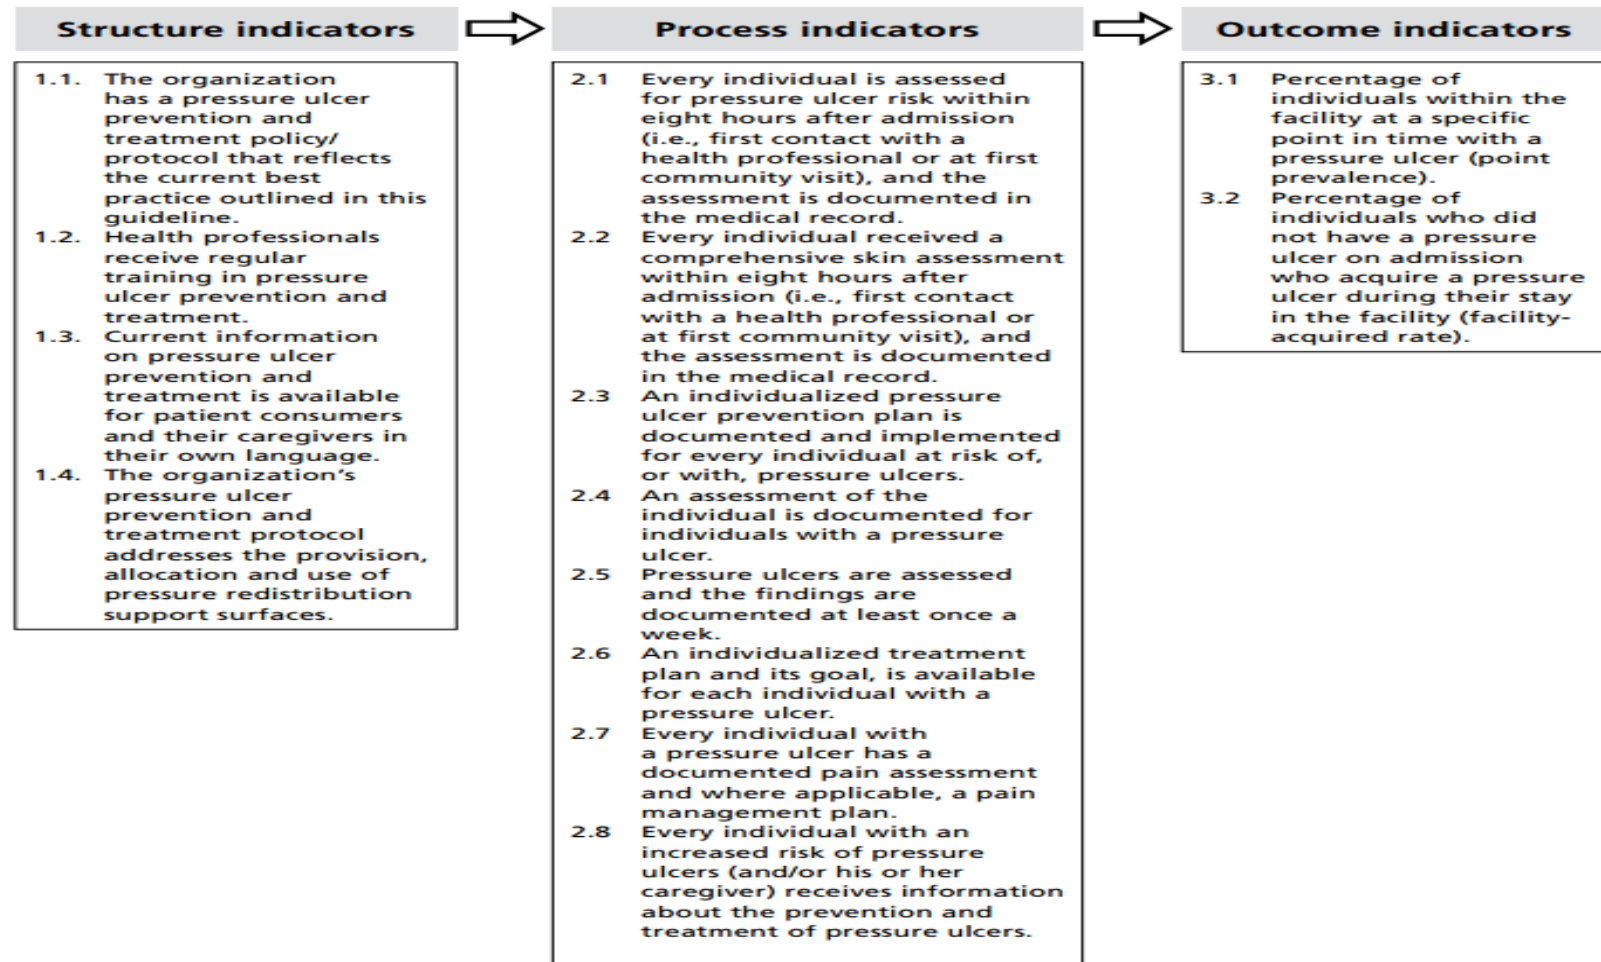 Structure indicators
1.1. The organization
has a pressure ulcer
prevention and
treatment policy/
protocol that reflects
the current best
practice outlined in this
guideline.
1.2. Health professionals
receive regular
training in pressure
ulcer prevention and
treatment.
1.3. Current information
on pressure ulcer
prevention and
treatment is available
for patient consumers
and their caregivers in
their own language.
1.4. The organization's
pressure ulcer
prevention and
treatment protocol
addresses the provision,
allocation and use of
pressure redistribution
support surfaces.
Process indicators
2.1 Every individual is assessed
for pressure ulcer risk within
eight hours after admission
(i.e., first contact with a
health professional or at first
community visit), and the
assessment is documented in
the medical record.
2.2 Every individual received a
comprehensive skin assessment
within eight hours after
admission (i.e., first contact
with a health professional or
at first community visit), and
the assessment is documented
in the medical record.
2.3 An individualized pressure
ulcer prevention plan is
documented and implemented
for every individual at risk of,
or with, pressure ulcers.
2.4 An assessment of the
individual is documented for
individuals with a pressure
ulcer.
2.5 Pressure ulcers are assessed
and the findings are
documented at least once a
week.
2.6 An individualized treatment
plan and its goal, is available
for each individual with a
pressure ulcer.
2.7 Every individual with
a pressure ulcer has a
documented pain assessment
and where applicable, a pain
management plan.
2.8 Every individual with an
increased risk of pressure
ulcers (and/or his or her
caregiver) receives information
about the prevention and
treatment of pressure ulcers.
Outcome indicators
3.1 Percentage of
individuals within the
facility at a specific
point in time with a
pressure ulcer (point
prevalence).
3.2 Percentage of
individuals who did
not have a pressure
ulcer on admission
who acquire a pressure
ulcer during their stay
in the facility (facility-
acquired rate).